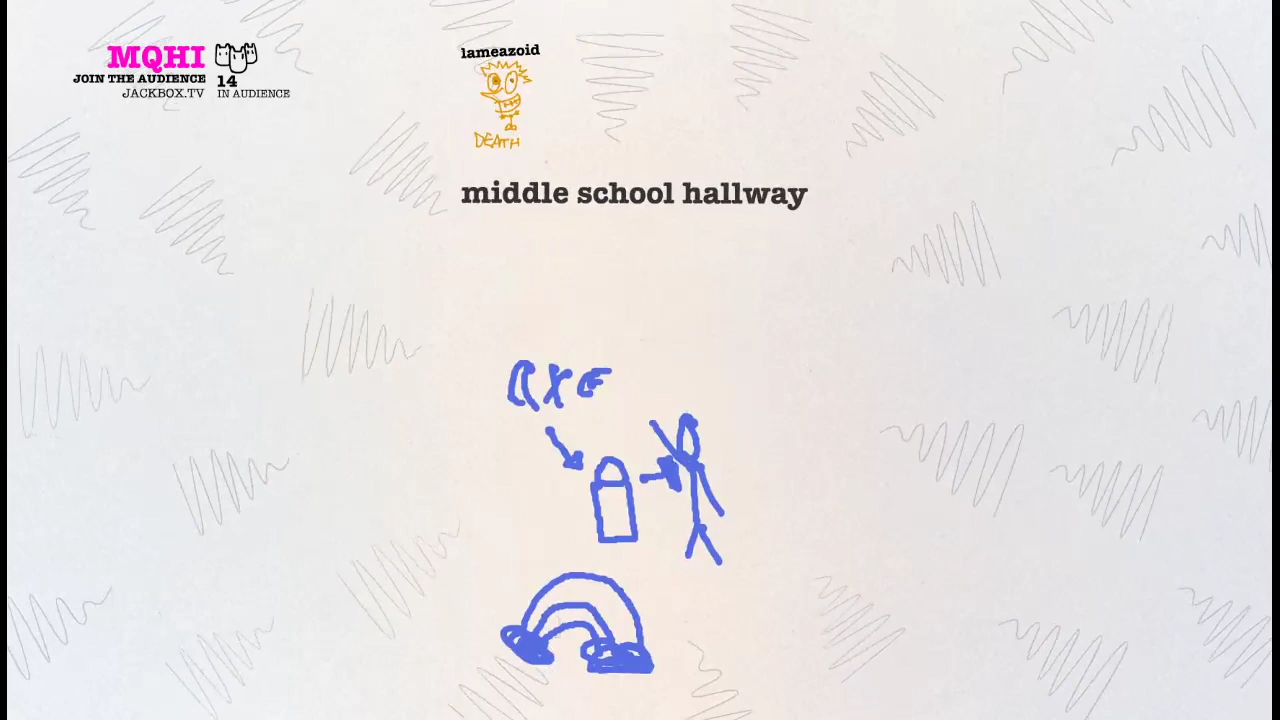 MQHI
JOIN THE AUDIENCE
JACKBOX.TV
14
IN AUDIENCE
lameazoid
DEATH
middle school hallway
AXE